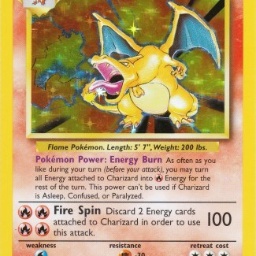 Flame Pokémon. Length: 5' 7", Weight: 200 lbs.
Pokémon Power: Energy Burn As often as you
like during your turn (before your attack), you may turn
all Energy attached to Charizard into for the
rest of the turn. This power can't be used if Charizard
is Asleep, Confused, or Paralyzed.
Fire Spin Discard 2 Energy cards
attached to Charizard in order to use
this attack.
100
weakness resistance retreat cost